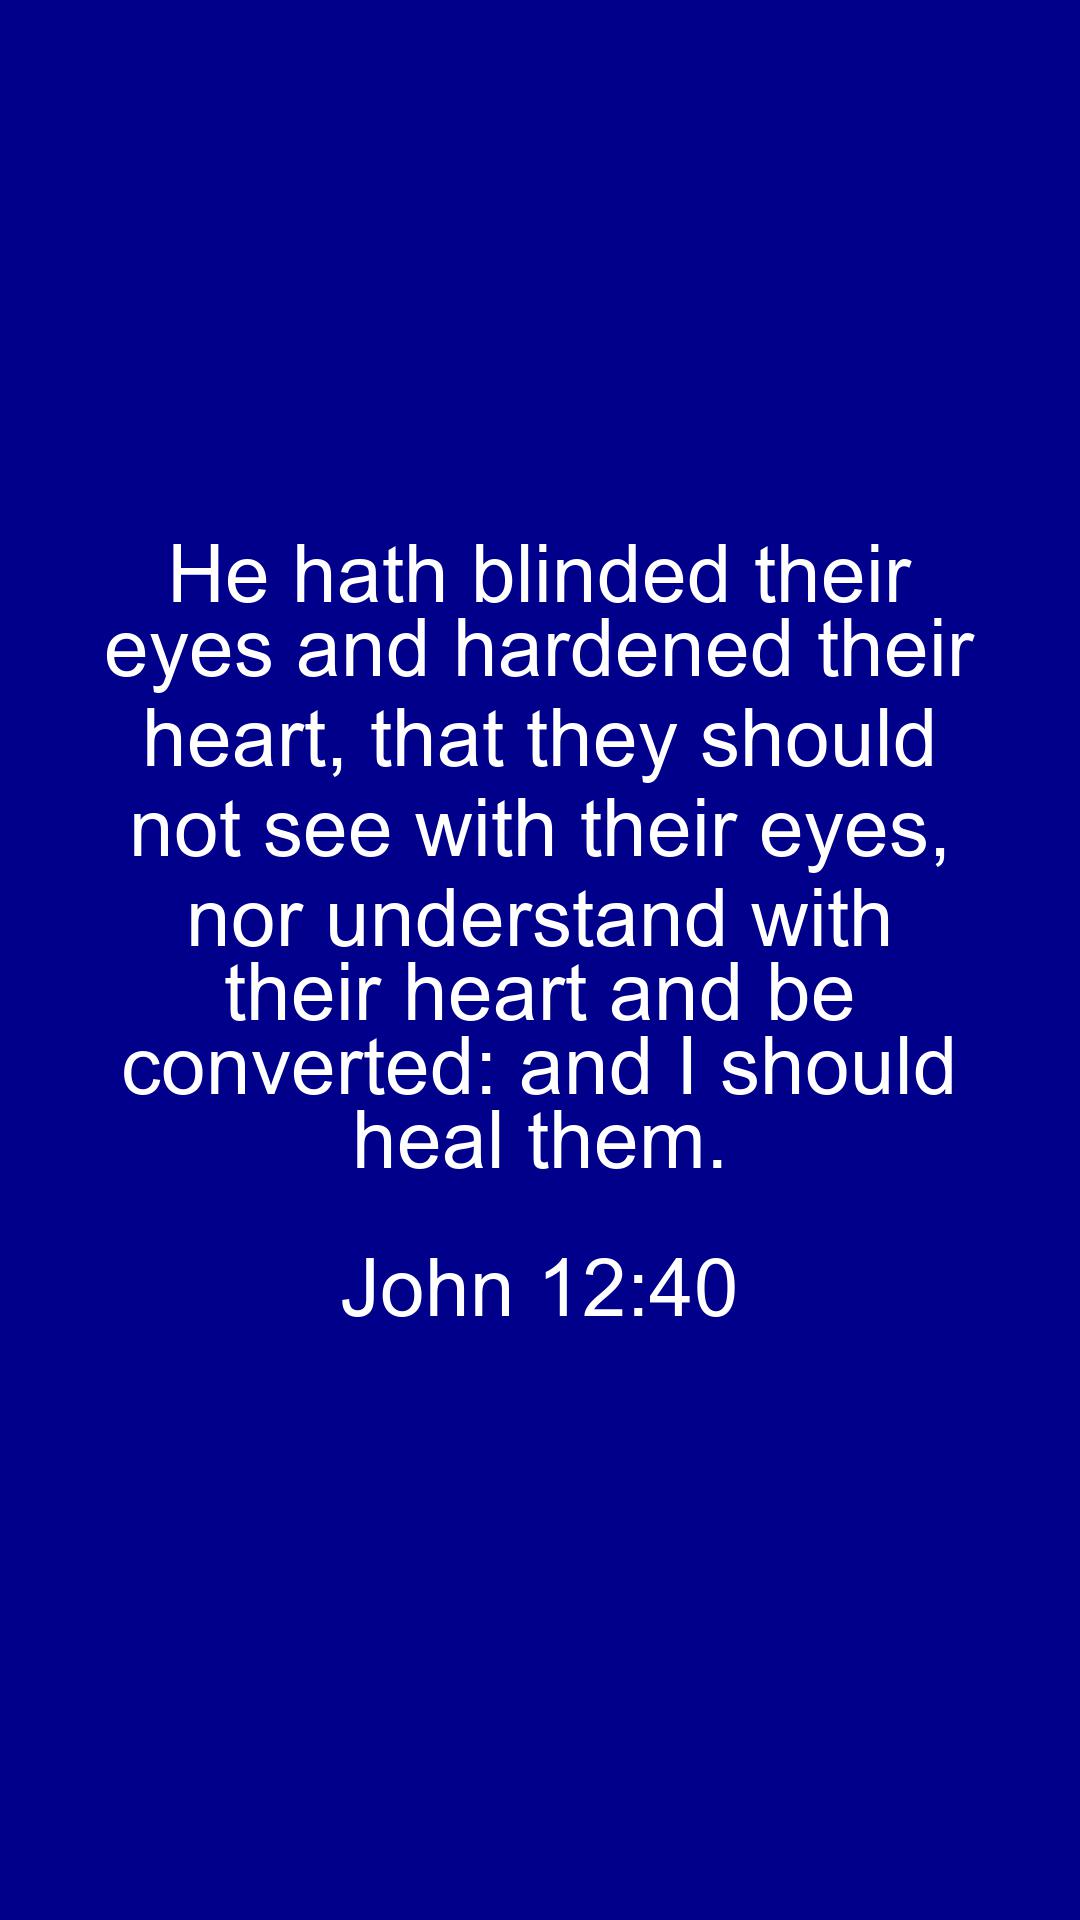 He hath blinded their
eyes and hardened their
heart, that they should
not see with their eyes,
nor understand with
their heart and be
converted: and I should
heal them.
John 12:40